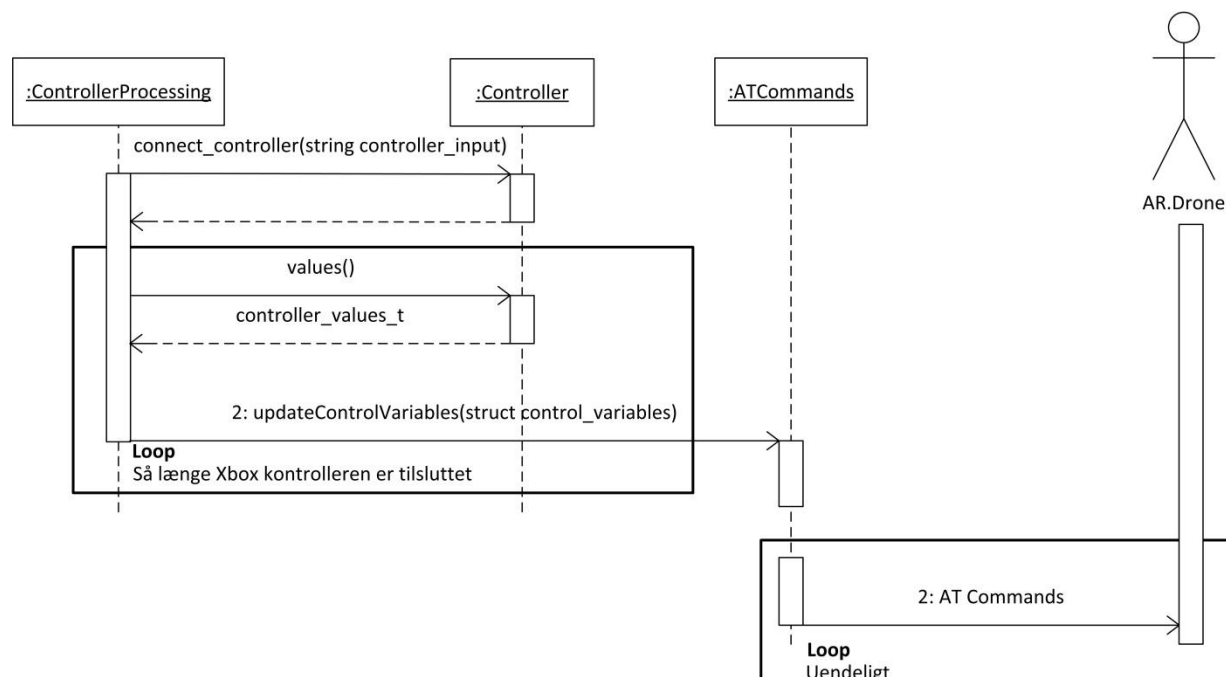 :ControllerProcessing
:Controller
:ATCommands
AR.Drone
connect_controller(string controller_input)
values()
controller_values_t
2: updateControlVariables(struct control_variables)
Loop
Så længe Xbox kontrolleren er tilsluttet
2: AT Commands
Loop
Uendeligt